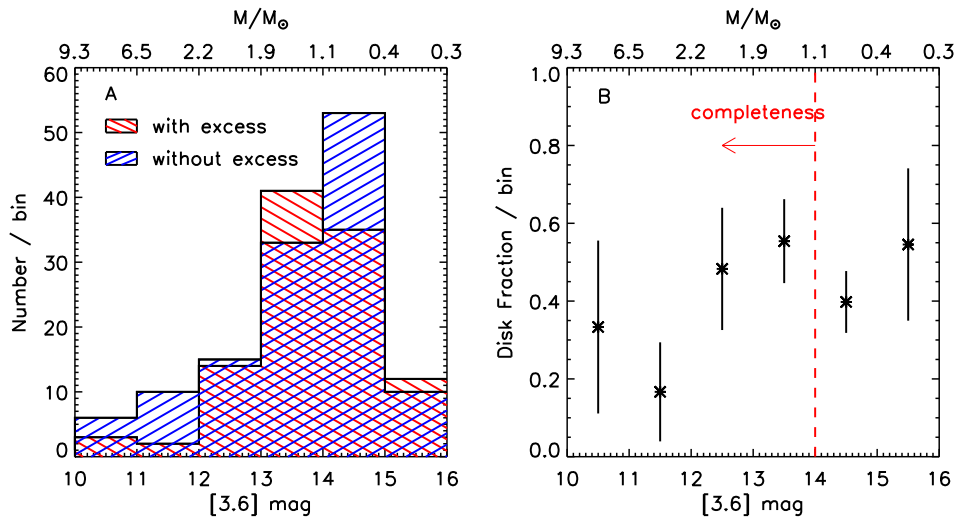 M/M☉
9.3 6.5 2.2 1.9 1.1 0.4 0.3
60
50
40
30
20
10
0
Number / bin
A
with excess
without excess
10 11 12 13 14 15 16
[3.6] mag
M/M☉
9.3 6.5 2.2 1.9 1.1 0.4 0.3
1.0
0.8
0.6
0.4
0.2
0.0
Disk Fraction / bin
B
completeness
10 11 12 13 14 15 16
[3.6] mag